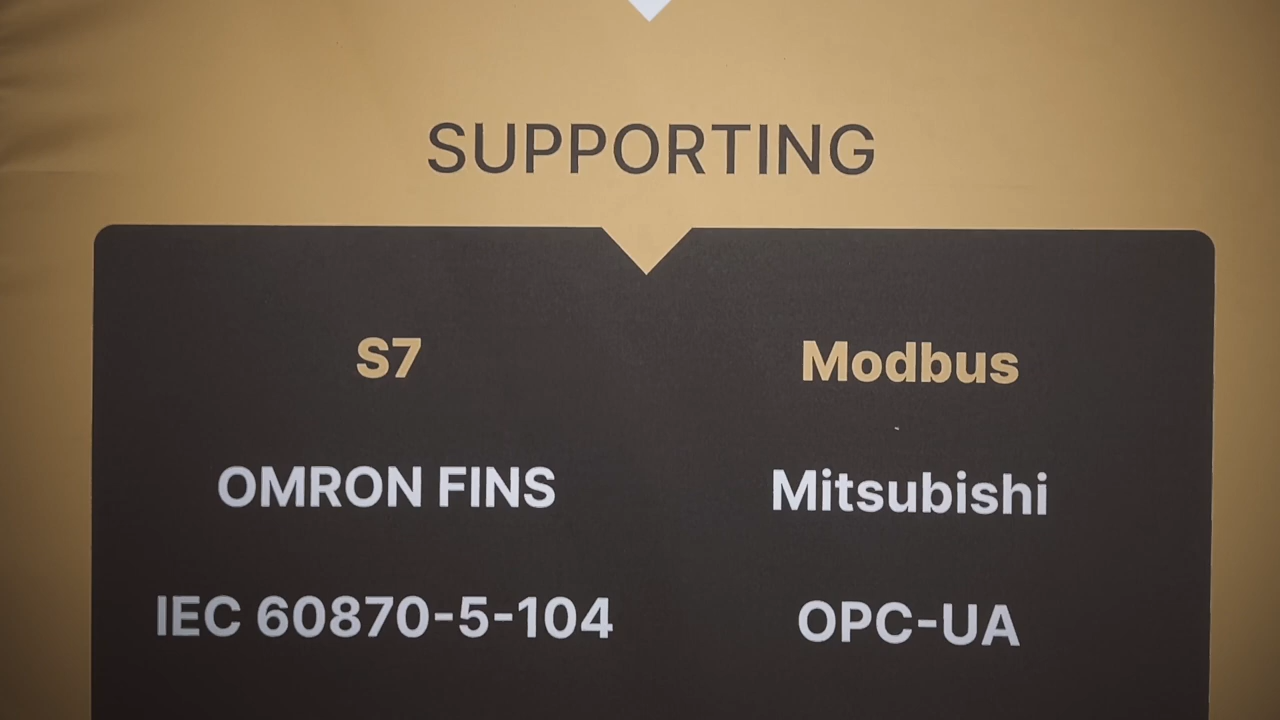 SUPPORTING
S7
Modbus
OMRON FINS
Mitsubishi
IEC 60870-5-104
OPC-UA